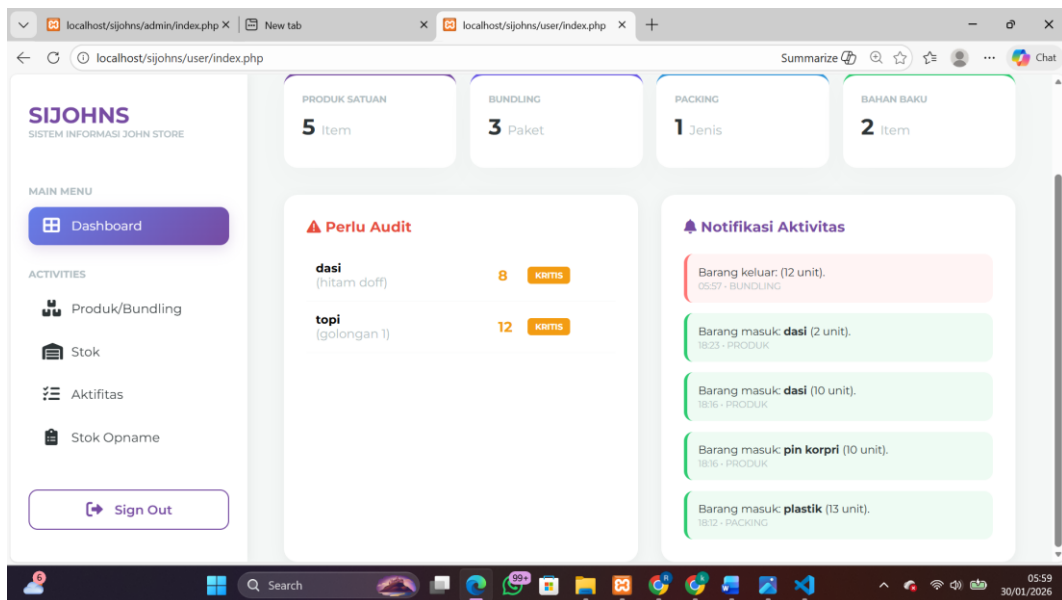 localhost/sijohns/admin/index.php
New tab
localhost/sijohns/user/index.php
localhost/sijohns/user/index.php
Summarize
Chat
SIJOHNS
SISTEM INFORMASI JOHN STORE
MAIN MENU
Dashboard
ACTIVITIES
Produk/Bundling
Stok
Aktifitas
Stok Opname
Sign Out
PRODUK SATUAN
5 Item
BUNDLING
3 Paket
PACKING
1 Jenis
BAHAN BAKU
2 Item
Perlu Audit
dasi
(hitam doff)
8 KRITIS
topi
(golongan 1)
12 KRITIS
Notifikasi Aktivitas
Barang keluar: (12 unit).
05:57 - BUNDLING
Barang masuk: dasi (2 unit).
18:23 - PRODUK
Barang masuk: dasi (10 unit).
18:16 - PRODUK
Barang masuk: pin korpri (10 unit).
18:16 - PRODUK
Barang masuk: plastik (13 unit).
18:12 - PACKING
6
Search
99+
05:59
30/01/2026